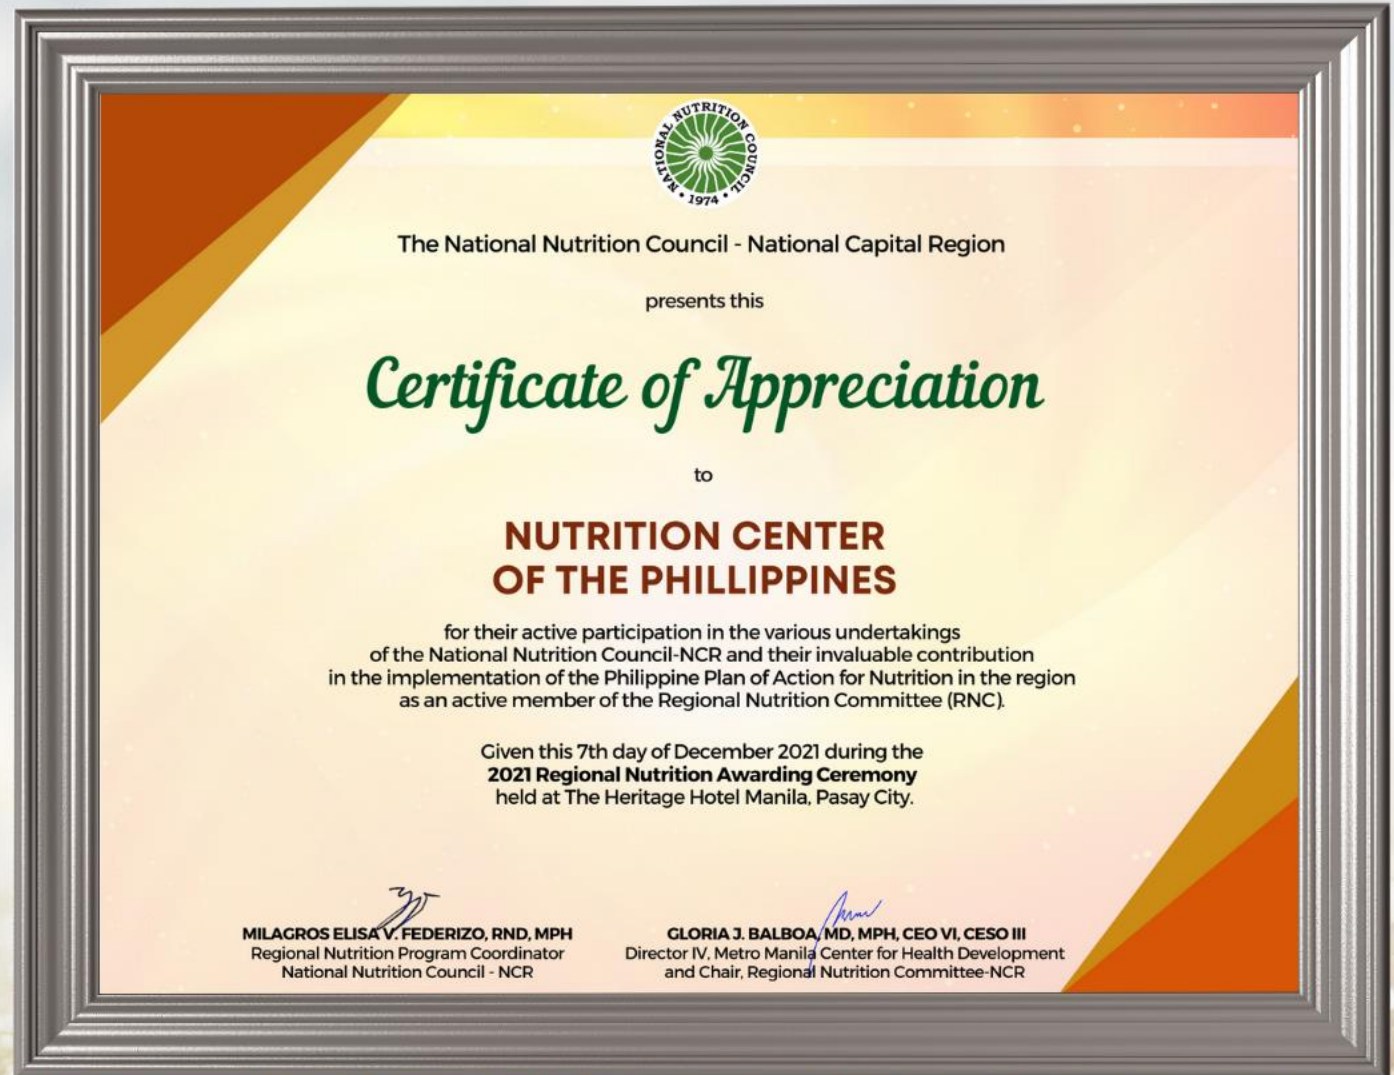 NATIONAL NUTRITION COUNCIL
• 1974 •
The National Nutrition Council - National Capital Region
presents this
Certificate of Appreciation
to
NUTRITION CENTER
OF THE PHILLIPPINES
for their active participation in the various undertakings
of the National Nutrition Council-NCR and their invaluable contribution
in the implementation of the Philippine Plan of Action for Nutrition in the region
as an active member of the Regional Nutrition Committee (RNC).
Given this 7th day of December 2021 during the
2021 Regional Nutrition Awarding Ceremony
held at The Heritage Hotel Manila, Pasay City.
MILAGROS ELISA V. FEDERIZO, RND, MPH
Regional Nutrition Program Coordinator
National Nutrition Council - NCR
GLORIA J. BALBOA, MD, MPH, CEO VI, CESO III
Director IV, Metro Manila Center for Health Development
and Chair, Regional Nutrition Committee-NCR